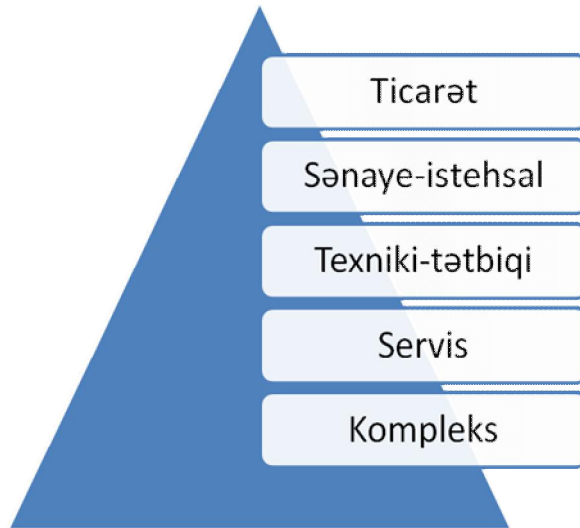 Ticarət
Sənaye-istehsal
Texniki-tətbiqi
Servis
Kompleks